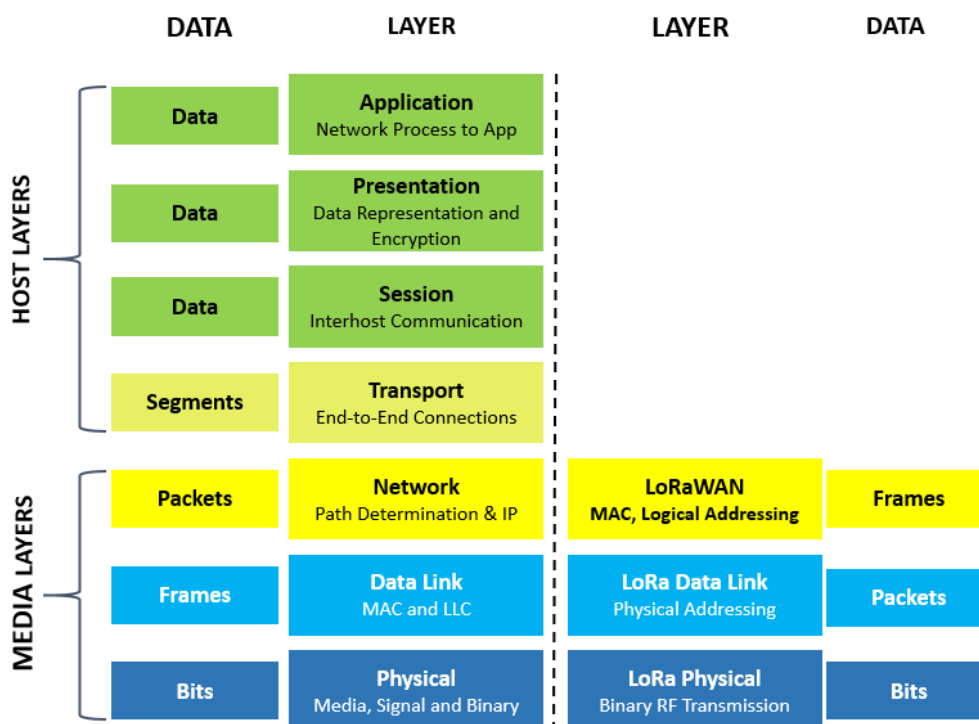 DATA LAYER LAYER DATA
HOST LAYERS
Data
Application
Network Process to App
Data
Presentation
Data Representation and
Encryption
Data
Session
Interhost Communication
Segments
Transport
End-to-End Connections
MEDIA LAYERS
Packets
Network
Path Determination & IP
LoRaWAN
MAC, Logical Addressing
Frames
Frames
Data Link
MAC and LLC
LoRa Data Link
Physical Addressing
Packets
Bits
Physical
Media, Signal and Binary
LoRa Physical
Binary RF Transmission
Bits